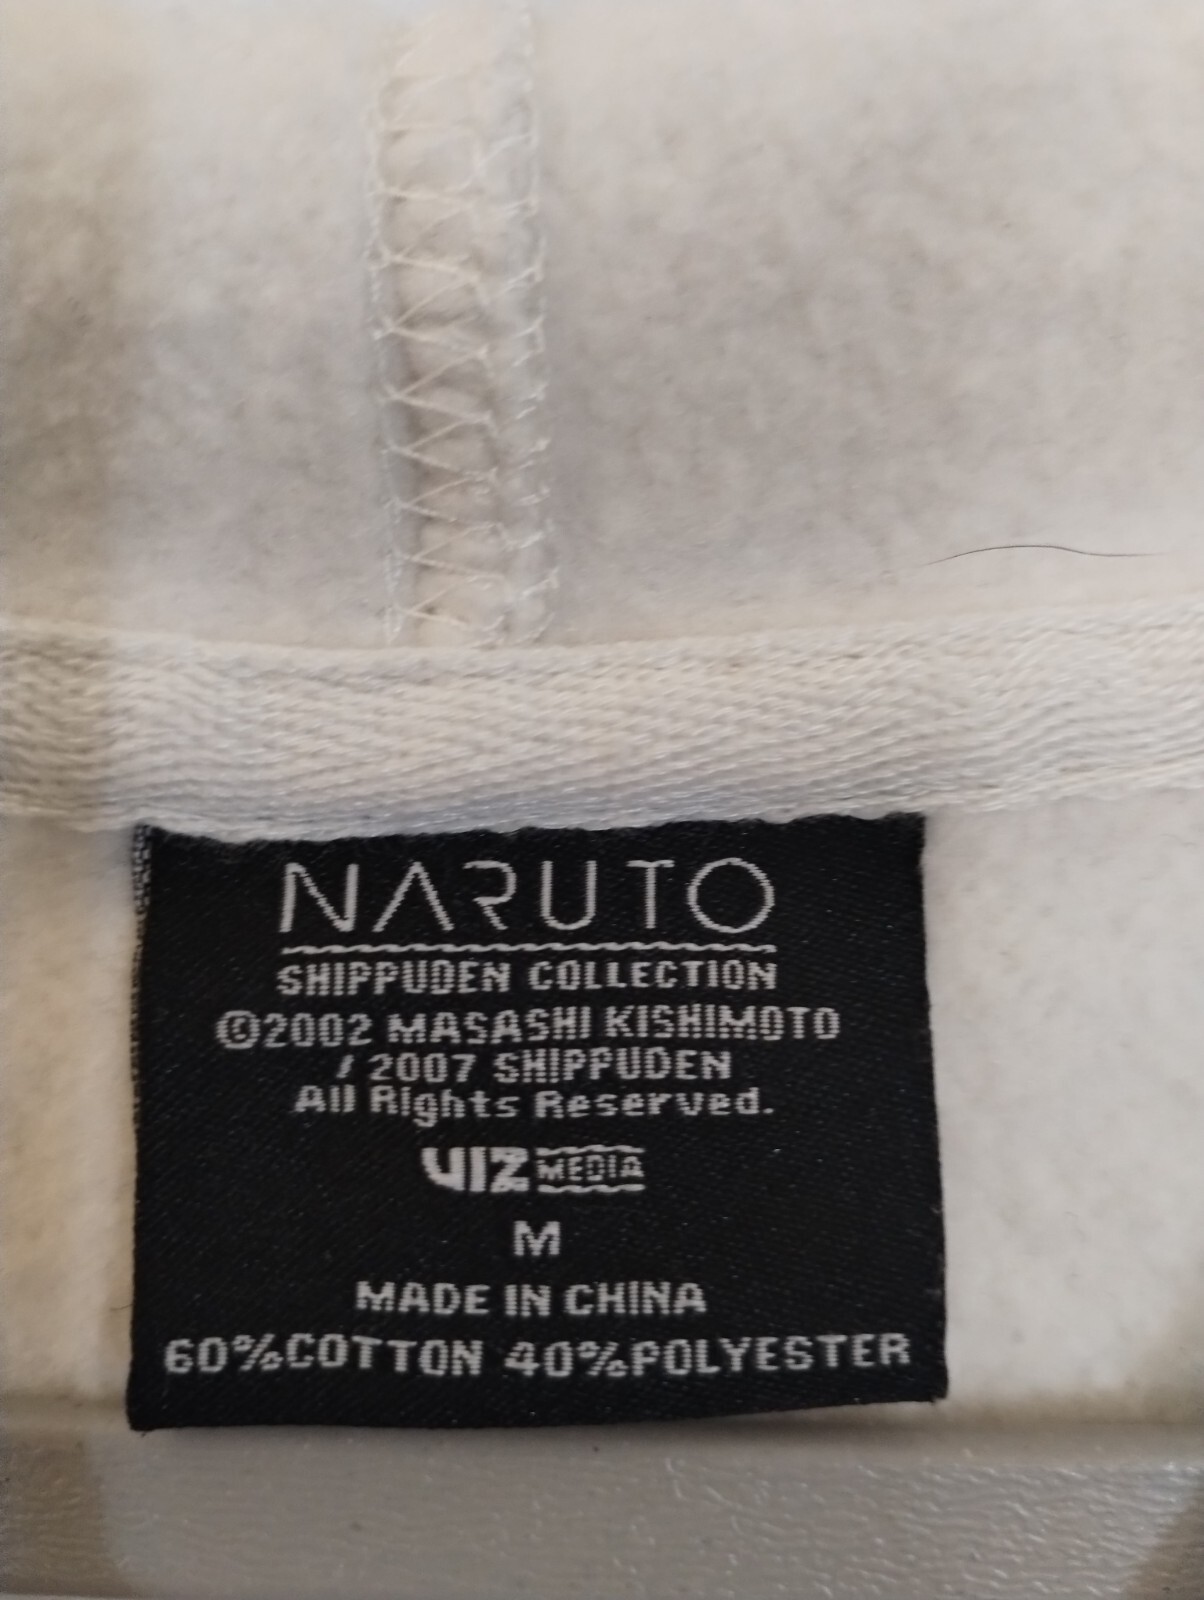 NARUTO
SHIPPUDEN COLLECTION
©2002 MASASHI KISHIMOTO
/ 2007 SHIPPUDEN
All Rights Reserved.
VIZ MEDIA
M
MADE IN CHINA
60%COTTON 40%POLYESTER